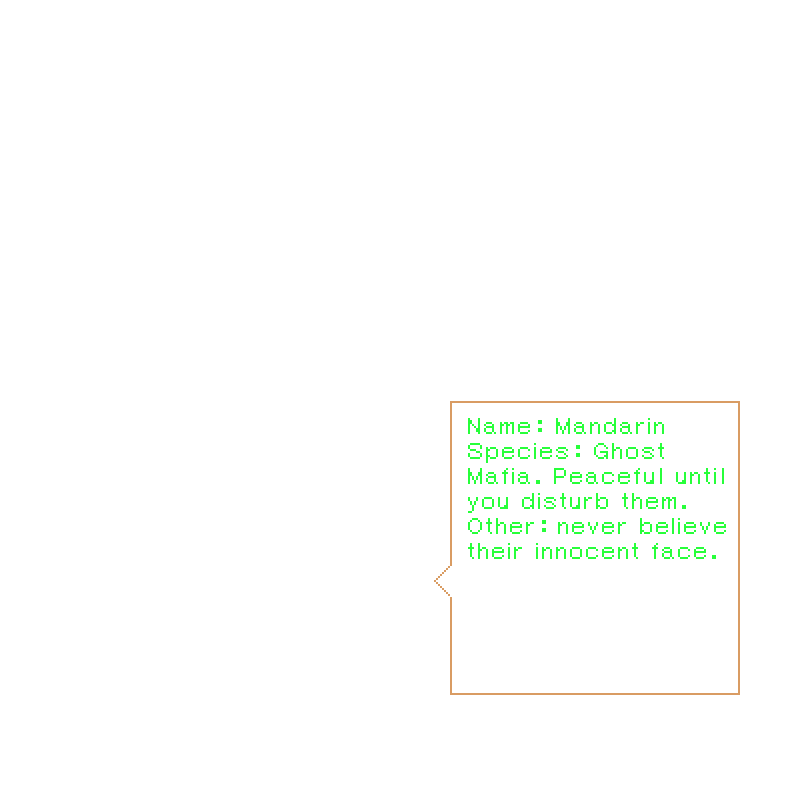 Name: Mandarin
Species: Ghost
Mafia. Peaceful until
you disturb them.
Other: never believe
their innocent face.